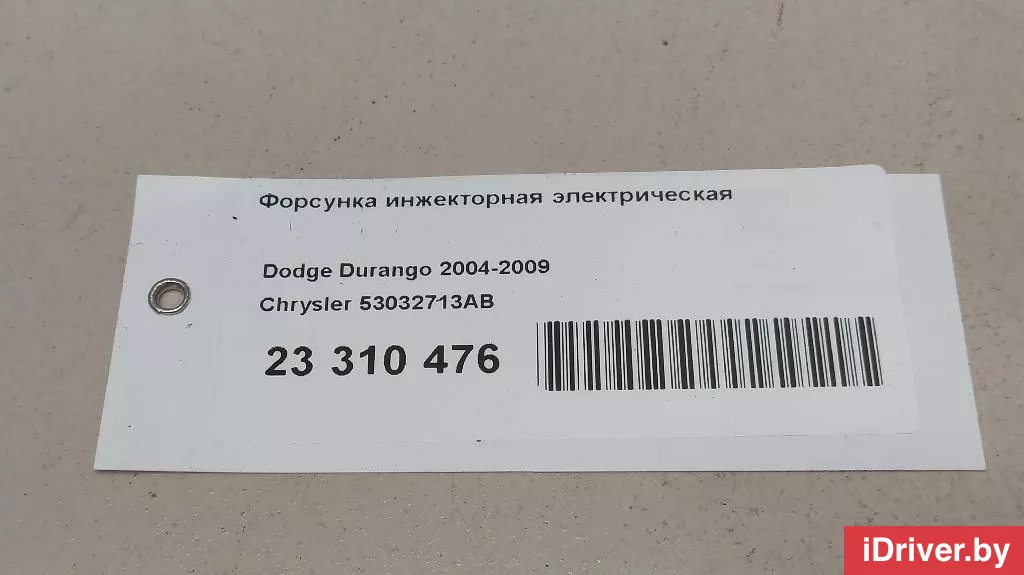 Форсунка инжекторная электрическая
Dodge Durango 2004-2009
Chrysler 53032713AB
23 310 476
iDriver.by